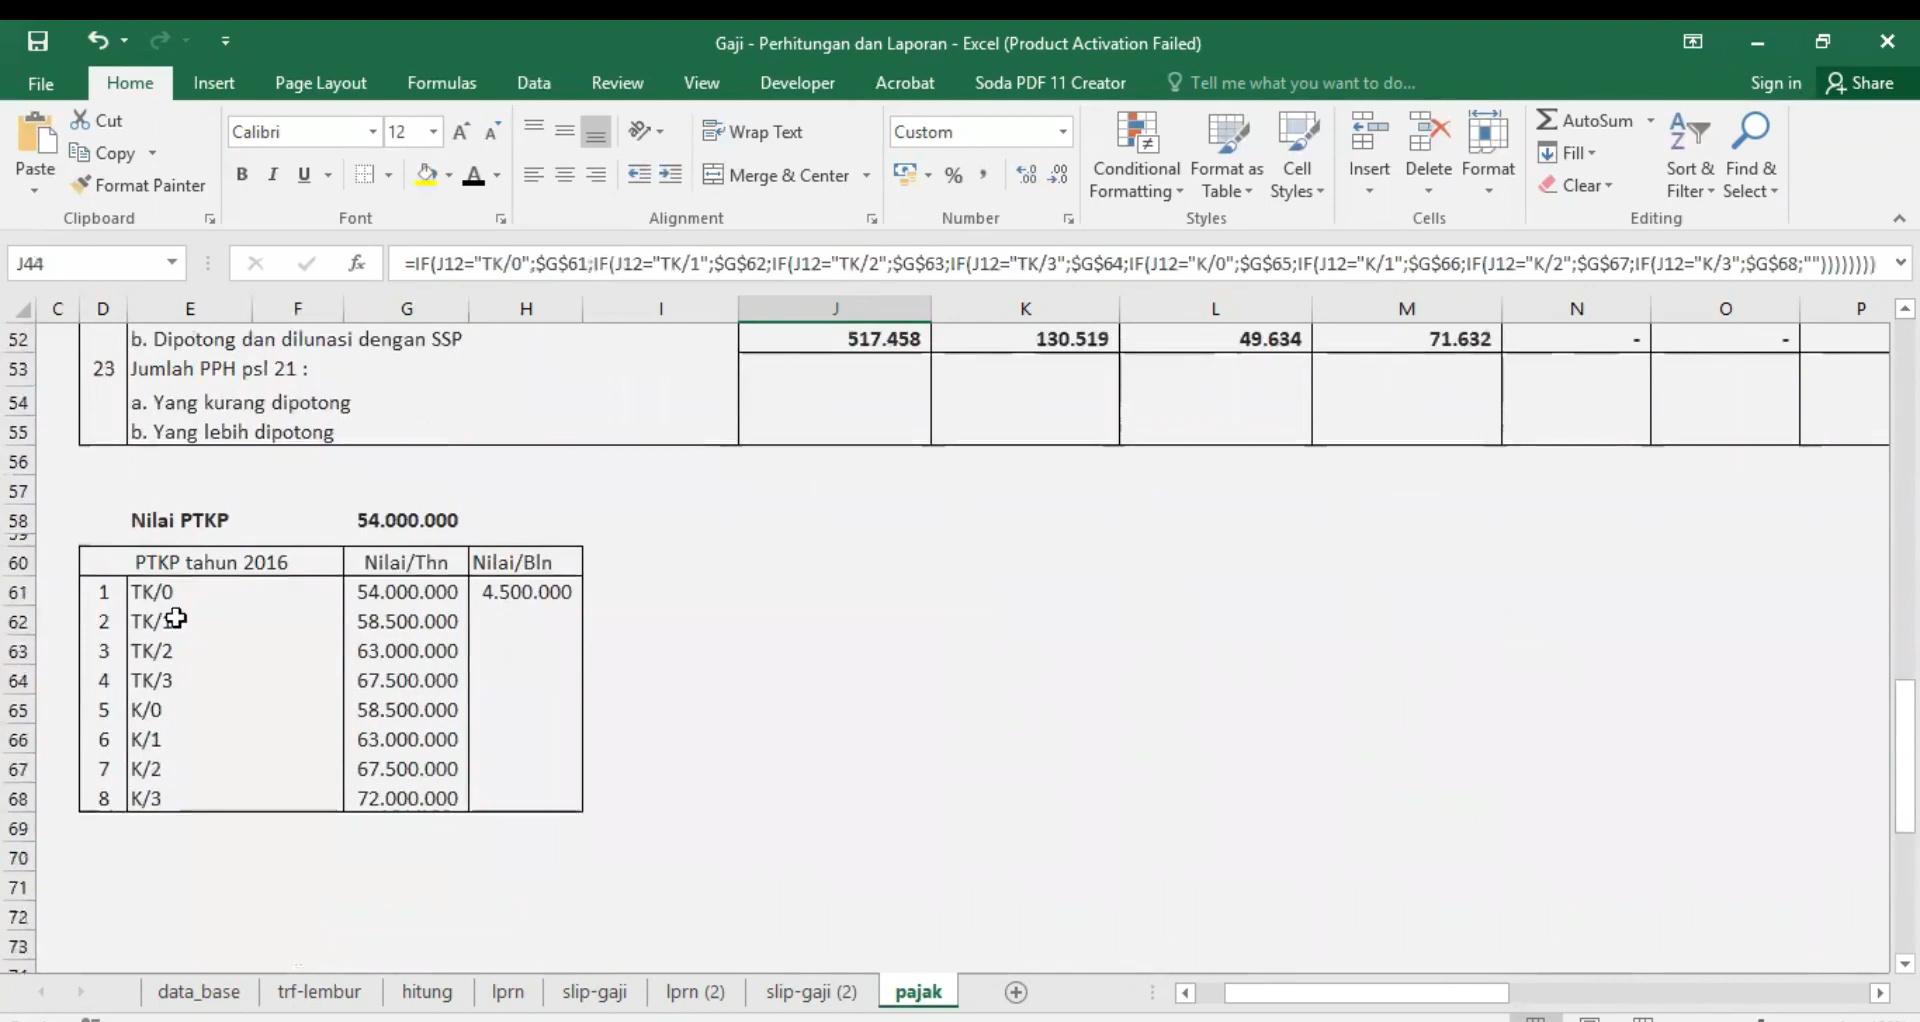 Gaji - Perhitungan dan Laporan - Excel (Product Activation Failed)
File Home Insert Page Layout Formulas Data Review View Developer Acrobat Soda PDF 11 Creator Tell me what you want to do... Sign in Share
Paste Cut Copy Format Painter Clipboard
Calibri 12 B I U Font
Wrap Text Merge & Center Alignment
Custom % Number
Conditional Formatting Format as Table Cell Styles Styles
Insert Delete Format Cells
AutoSum Fill Clear Sort & Filter Find & Select Editing
J44 fx =IF(J12="TK/0";$G$61;IF(J12="TK/1";$G$62;IF(J12="TK/2";$G$63;IF(J12="TK/3";$G$64;IF(J12="K/0";$G$65;IF(J12="K/1";$G$66;IF(J12="K/2";$G$67;IF(J12="K/3";$G$68;""))))))))
C D E F G H I J K L M N O P
52 b. Dipotong dan dilunasi dengan SSP 517.458 130.519 49.634 71.632 - -
53 23 Jumlah PPH psl 21 :
54 a. Yang kurang dipotong
55 b. Yang lebih dipotong
56
57
58 Nilai PTKP 54.000.000
59
60 PTKP tahun 2016 Nilai/Thn Nilai/Bln
61 1 TK/0 54.000.000 4.500.000
62 2 TK/1 58.500.000
63 3 TK/2 63.000.000
64 4 TK/3 67.500.000
65 5 K/0 58.500.000
66 6 K/1 63.000.000
67 7 K/2 67.500.000
68 8 K/3 72.000.000
69
70
71
72
73
data_base trf-lembur hitung lprn slip-gaji lprn (2) slip-gaji (2) pajak